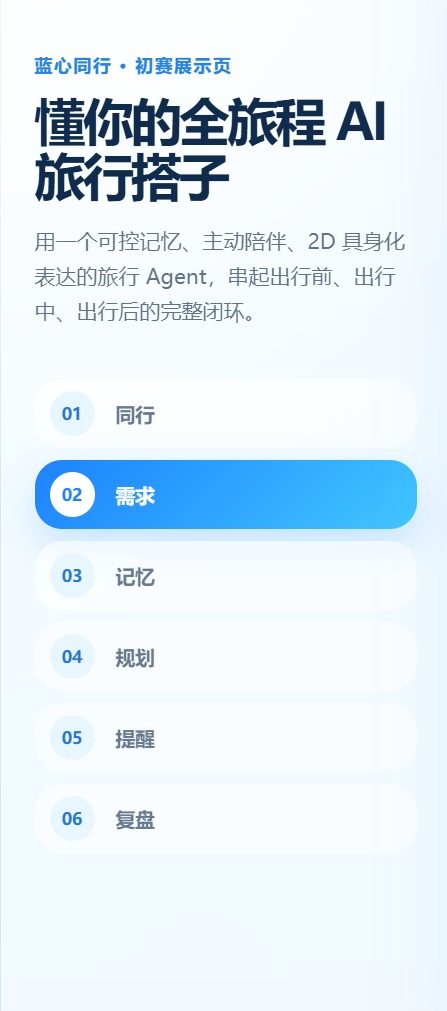 蓝心同行 · 初赛展示页
懂你的全旅程 AI
旅行搭子
用一个可控记忆、主动陪伴、2D 具身化
表达的旅行 Agent，串起出行前、出行
中、出行后的完整闭环。
01 同行
02 需求
03 记忆
04 规划
05 提醒
06 复盘